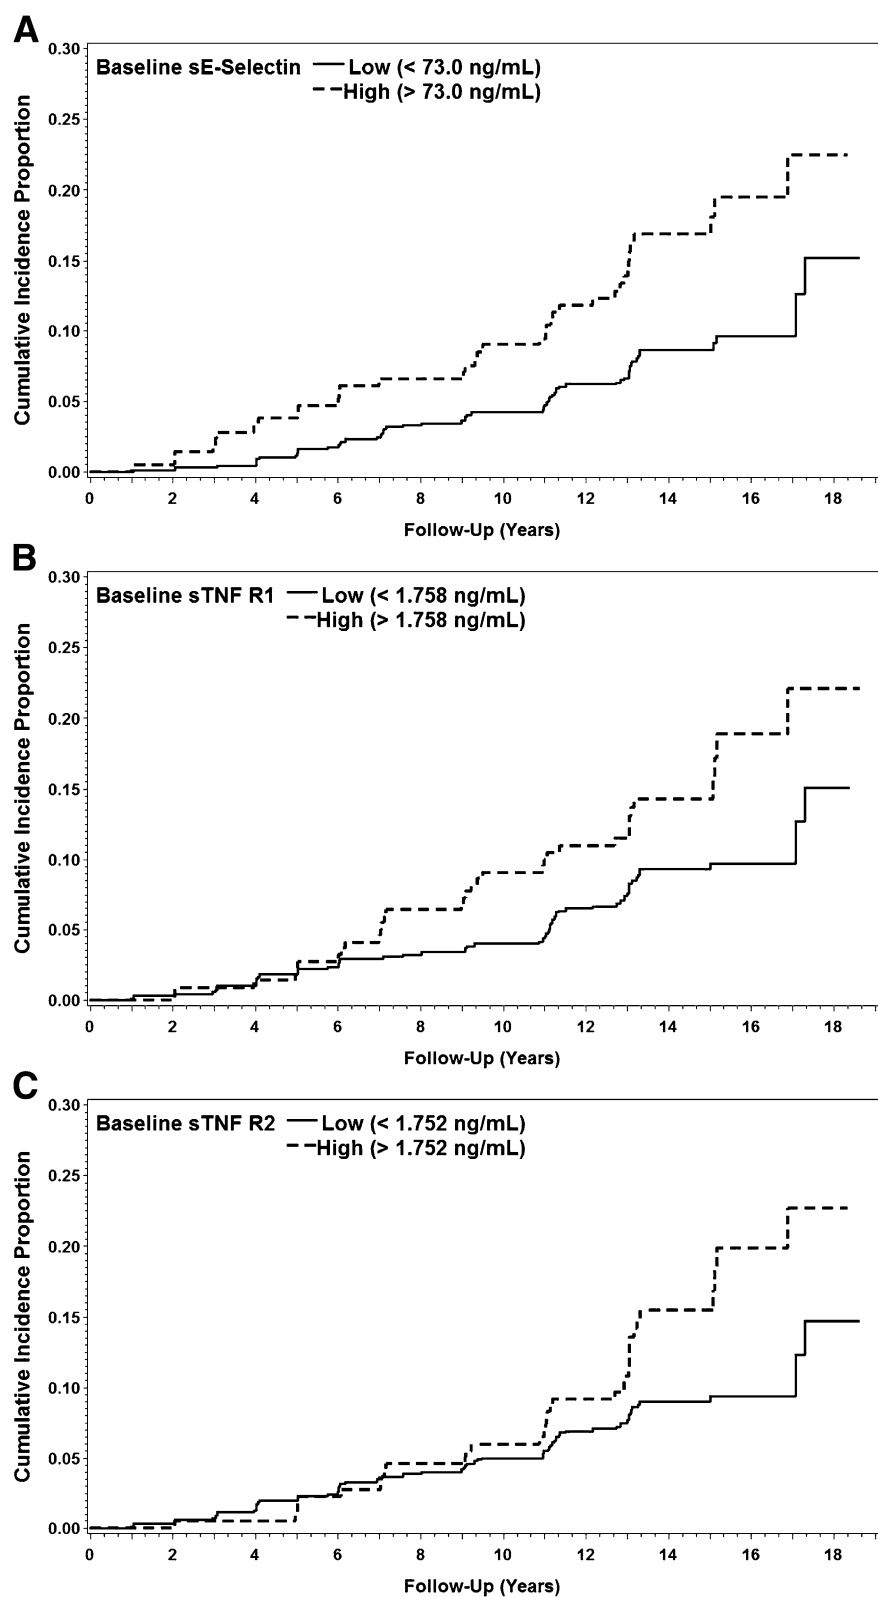 A
Baseline sE-Selectin Low (< 73.0 ng/mL)
High (> 73.0 ng/mL)
Cumulative Incidence Proportion
0.30
0.25
0.20
0.15
0.10
0.05
0.00
0 2 4 6 8 10 12 14 16 18
Follow-Up (Years)
B
Baseline sTNF R1 Low (< 1.758 ng/mL)
High (> 1.758 ng/mL)
Cumulative Incidence Proportion
0.30
0.25
0.20
0.15
0.10
0.05
0.00
0 2 4 6 8 10 12 14 16 18
Follow-Up (Years)
C
Baseline sTNF R2 Low (< 1.752 ng/mL)
High (> 1.752 ng/mL)
Cumulative Incidence Proportion
0.30
0.25
0.20
0.15
0.10
0.05
0.00
0 2 4 6 8 10 12 14 16 18
Follow-Up (Years)